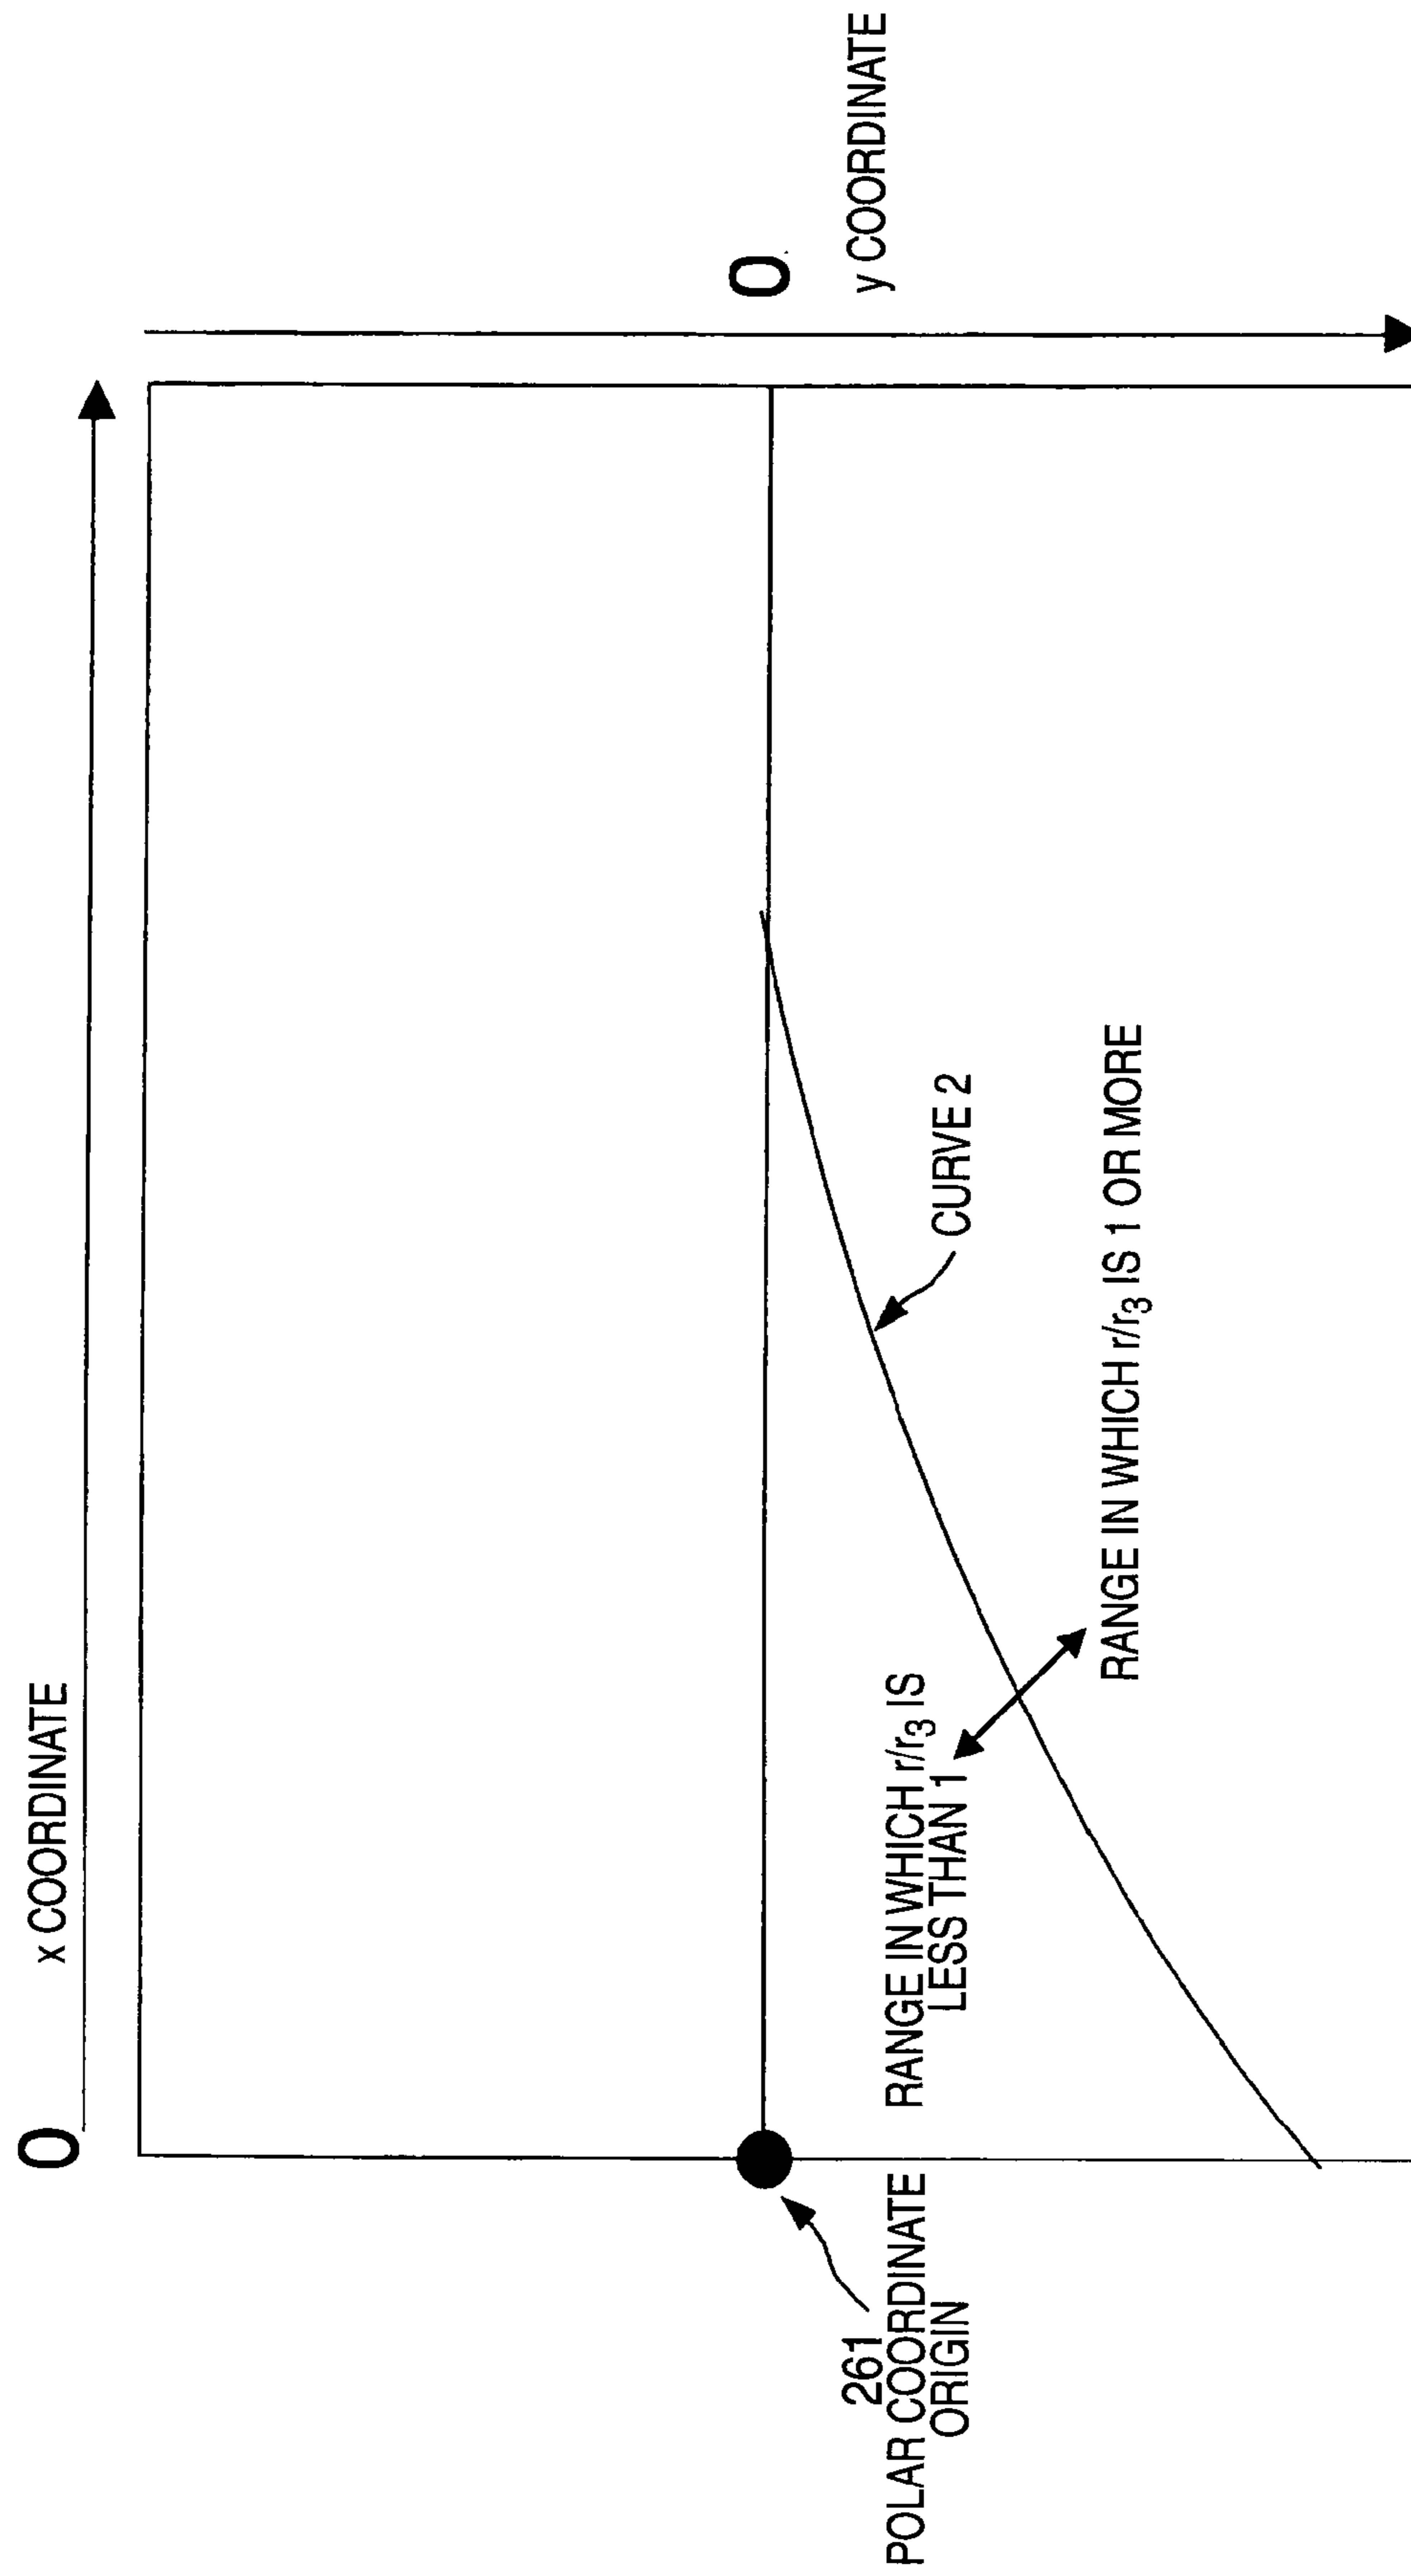 0
x COORDINATE
0
y COORDINATE
CURVE 2
RANGE IN WHICH r/r3 IS
LESS THAN 1
RANGE IN WHICH r/r3 IS 1 OR MORE
261
POLAR COORDINATE
ORIGIN